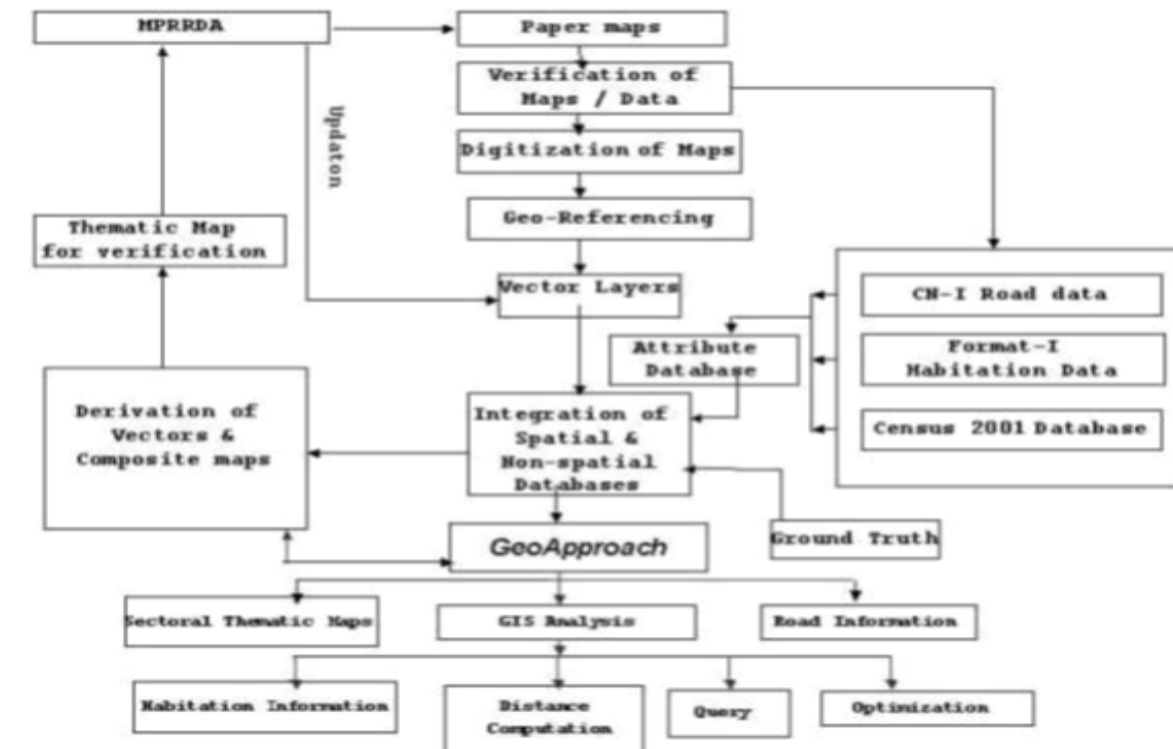 MPRRDA
Paper maps
Verification of
Maps / Data
Updaton
Digitization of Maps
Geo-Referencing
Thematic Map
for verification
Vector Layers
CN-I Road data
Attribute
Database
Format-I
Habitation Data
Derivation of
Vectors &
Composite maps
Integration of
Spatial &
Non-spatial
Databases
Census 2001 Database
GeoApproach
Ground Truth
Sectoral Thematic Maps
GIS Analysis
Road Information
Habitation Information
Distance
Computation
Query
Optimization